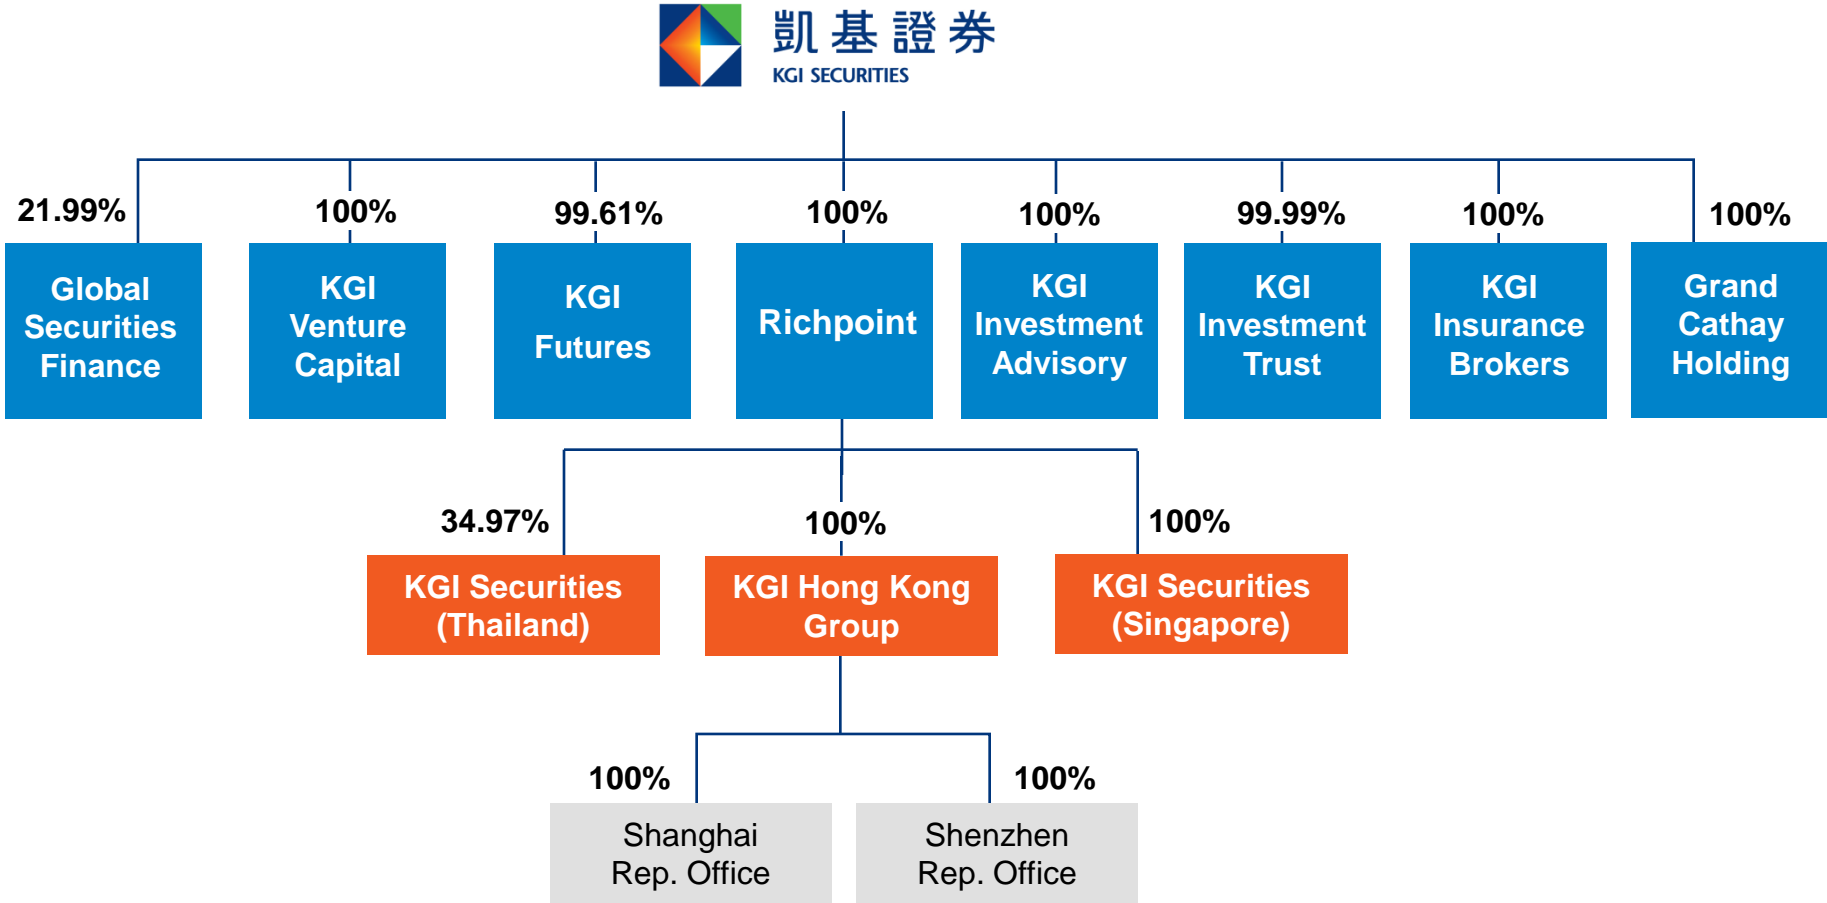 凱基證券
KGI SECURITIES
21.99%
100%
99.61%
100%
100%
99.99%
100%
100%
Global
Securities
Finance
KGI
Venture
Capital
KGI
Futures
Richpoint
KGI
Investment
Advisory
KGI
Investment
Trust
KGI
Insurance
Brokers
Grand
Cathay
Holding
34.97%
100%
100%
KGI Securities
(Thailand)
KGI Hong Kong
Group
KGI Securities
(Singapore)
100%
100%
Shanghai
Rep. Office
Shenzhen
Rep. Office